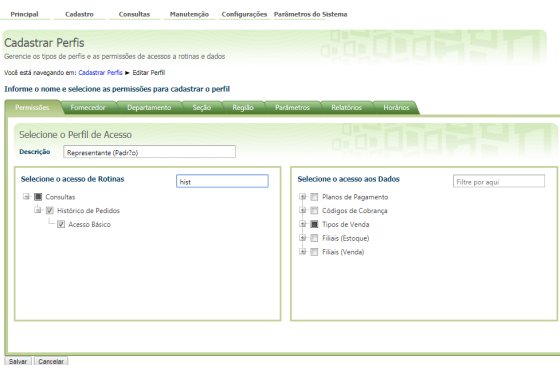 Principal Cadastro Consultas Manutenção Configurações Parâmetros do Sistema
Cadastrar Perfis
Gerencie os tipos de perfis e as permissões de acessos a rotinas e dados
Você está navegando em: Cadastrar Perfis ► Editar Perfil
Informe o nome e selecione as permissões para cadastrar o perfil
Permissões Fornecedor Departamento Seção Região Parâmetros Relatórios Horários
Selecione o Perfil de Acesso
Descrição Representante (Padr?o)
Selecione o acesso de Rotinas hist
Consultas
Histórico de Pedidos
Acesso Básico
Selecione o acesso aos Dados Filtre por aqui
Planos de Pagamento
Códigos de Cobrança
Tipos de Venda
Filiais (Estoque)
Filiais (Venda)
Salvar Cancelar